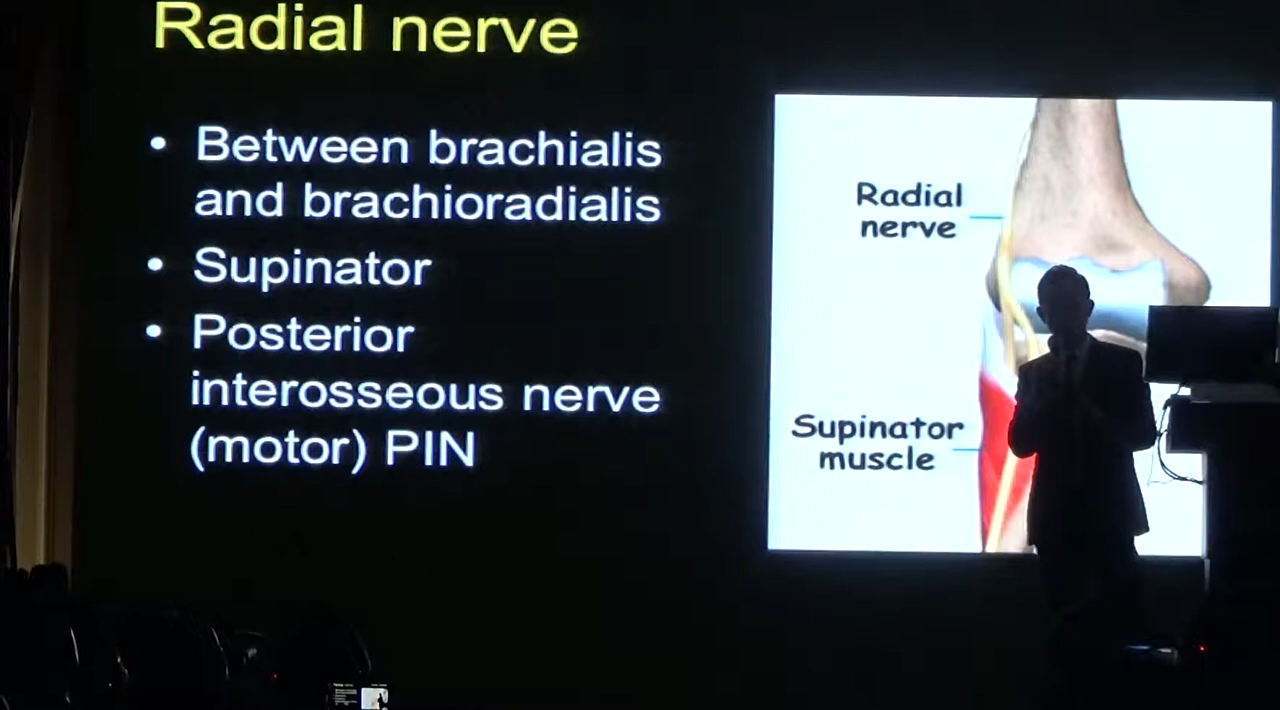 Radial nerve
• Between brachialis
and brachioradialis
• Supinator
• Posterior
interosseous nerve
(motor) PIN
Radial
nerve
Supinator
muscle